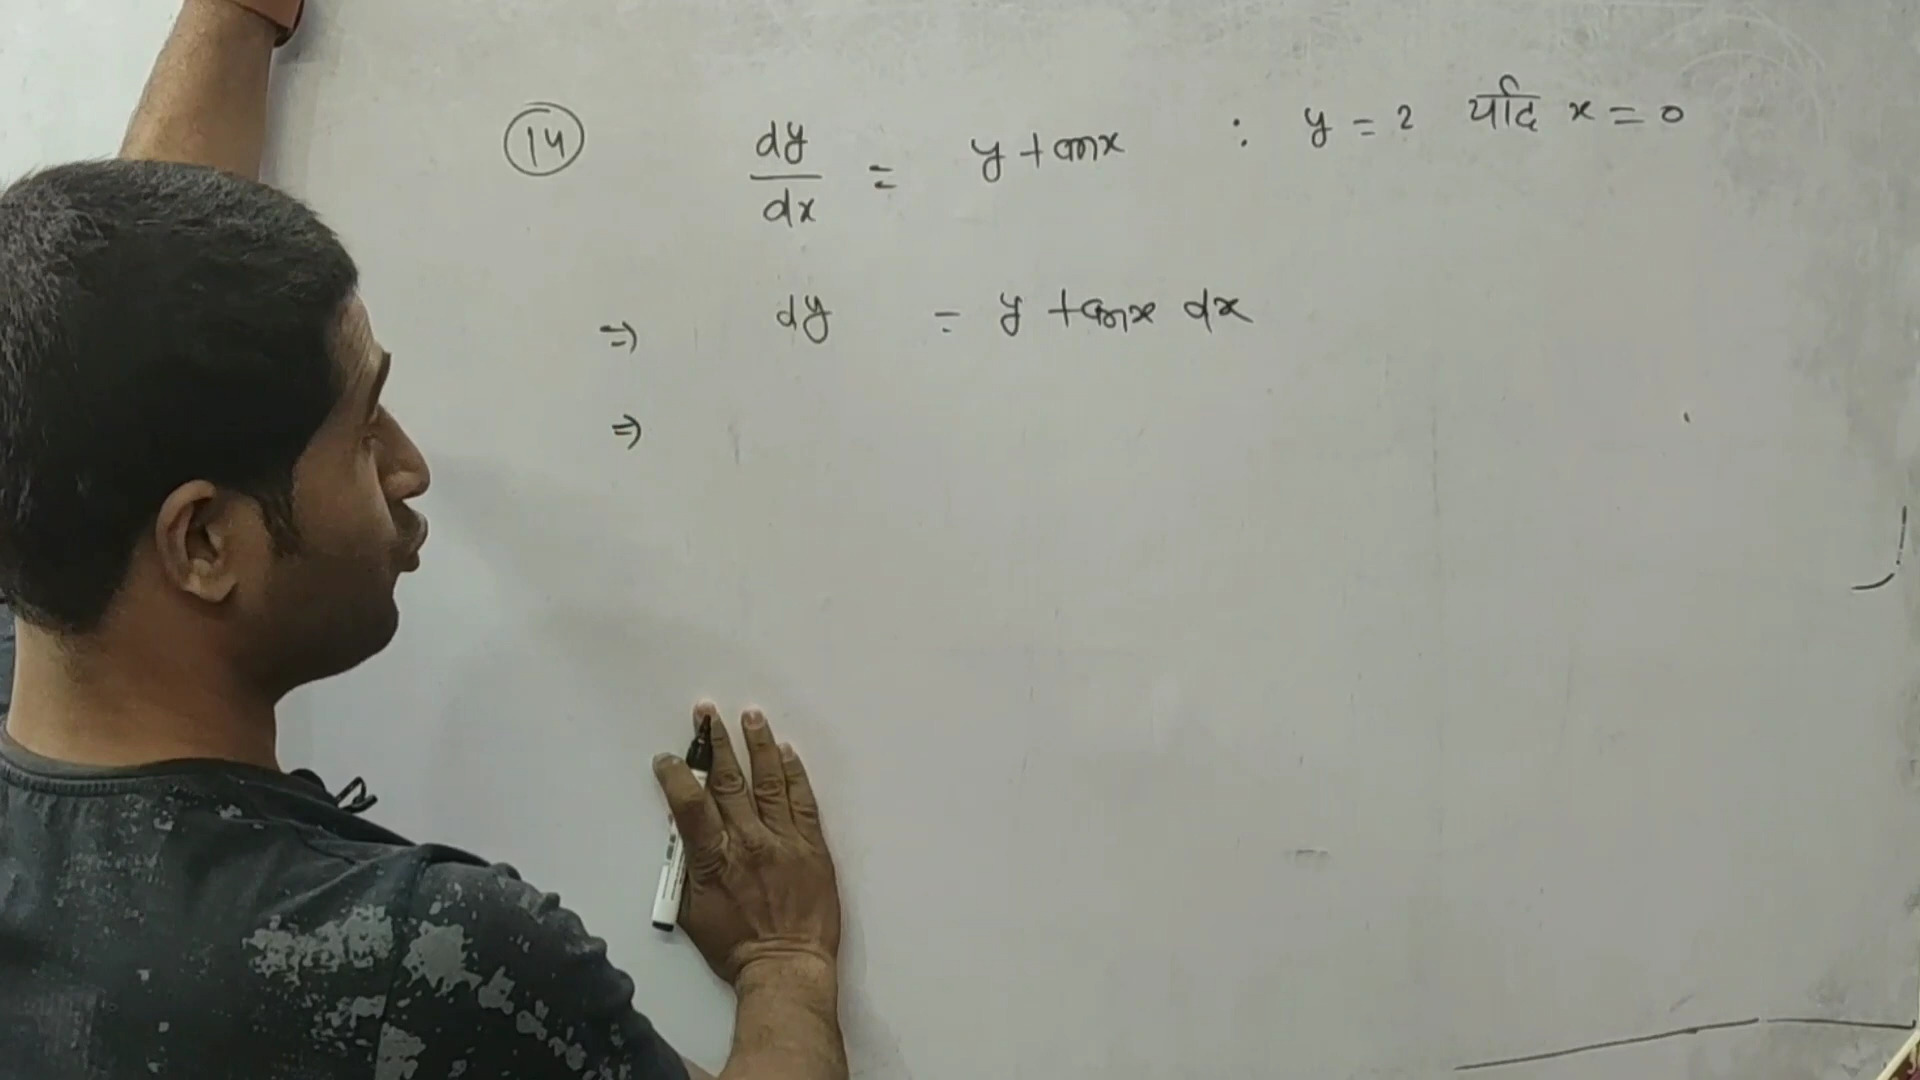 14 dy/dx = y tanx : y = 2 यदि x = 0
⇒ dy = y tanx dx
⇒